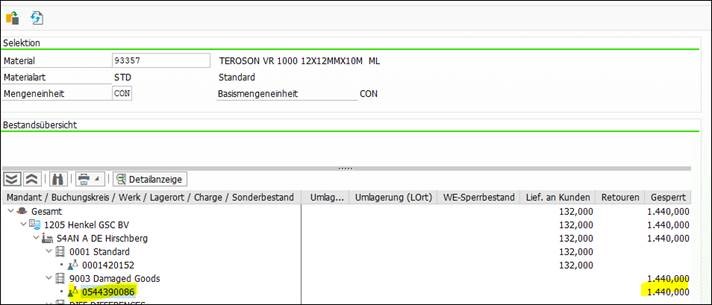 Selektion
Material 93357 TEROSON VR 1000 12X12MMX10M ML
Materialart STD Standard
Mengeneinheit CON Basismengeneinheit CON
Bestandsübersicht
Detailanzeige
Mandant / Buchungskreis / Werk / Lagerort / Charge / Sonderbestand Umlag... Umlagerung (LOrt) WE-Sperrbestand Lief. an Kunden Retouren Gesperrt
Gesamt 132,000 1.440,000
1205 Henkel GSC BV 132,000 1.440,000
S4AN A DE Hirschberg 132,000 1.440,000
0001 Standard 132,000
0001420152 132,000
9003 Damaged Goods 1.440,000
0544390086 1.440,000